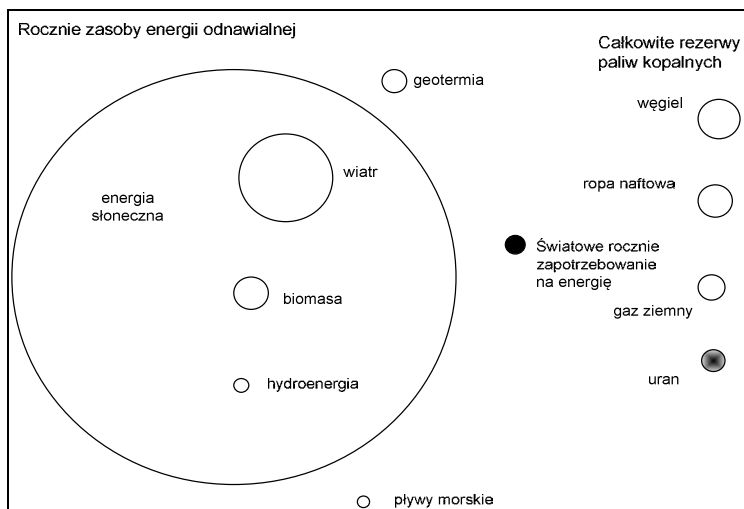 Rocznie zasoby energii odnawialnej
Całkowite rezerwy
paliw kopalnych
geotermia
węgiel
wiatr
ropa naftowa
energia
słoneczna
Światowe rocznie
zapotrzebowanie
na energię
biomasa
gaz ziemny
hydroenergia
uran
pływy morskie